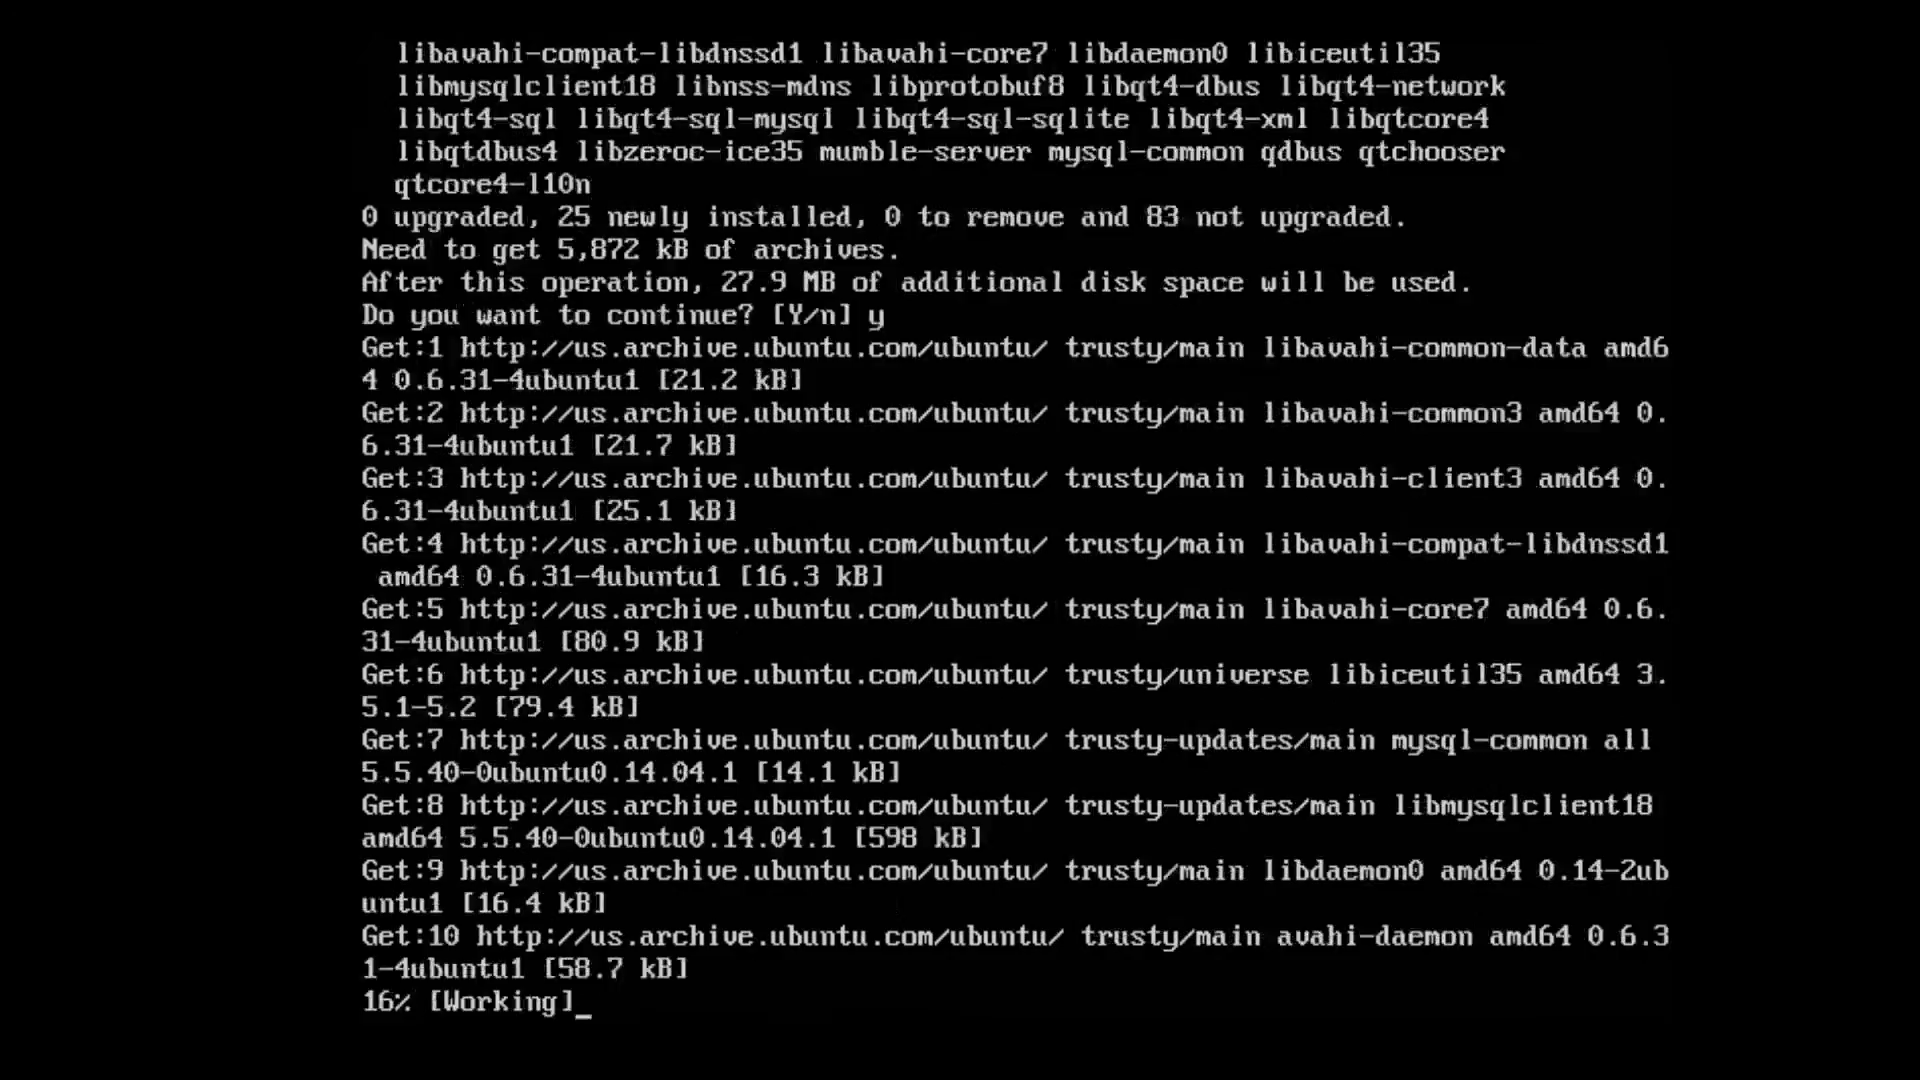 libavahi-compat-libdnssd1 libavahi-core7 libdaemon0 libiceutil35
libmysqlclient18 libnss-mdns libprotobuf8 libqt4-dbus libqt4-network
libqt4-sql libqt4-sql-mysql libqt4-sql-sqlite libqt4-xml libqtcore4
libqtdbus4 libzeroc-ice35 mumble-server mysql-common qdbus qtchooser
qtcore4-l10n
0 upgraded, 25 newly installed, 0 to remove and 83 not upgraded.
Need to get 5,872 kB of archives.
After this operation, 27.9 MB of additional disk space will be used.
Do you want to continue? [Y/n] y
Get:1 http://us.archive.ubuntu.com/ubuntu/ trusty/main libavahi-common-data amd6
4 0.6.31-4ubuntu1 [21.2 kB]
Get:2 http://us.archive.ubuntu.com/ubuntu/ trusty/main libavahi-common3 amd64 0.
6.31-4ubuntu1 [21.7 kB]
Get:3 http://us.archive.ubuntu.com/ubuntu/ trusty/main libavahi-client3 amd64 0.
6.31-4ubuntu1 [25.1 kB]
Get:4 http://us.archive.ubuntu.com/ubuntu/ trusty/main libavahi-compat-libdnssd1
amd64 0.6.31-4ubuntu1 [16.3 kB]
Get:5 http://us.archive.ubuntu.com/ubuntu/ trusty/main libavahi-core7 amd64 0.6.
31-4ubuntu1 [80.9 kB]
Get:6 http://us.archive.ubuntu.com/ubuntu/ trusty/universe libiceutil35 amd64 3.
5.1-5.2 [79.4 kB]
Get:7 http://us.archive.ubuntu.com/ubuntu/ trusty-updates/main mysql-common all
5.5.40-0ubuntu0.14.04.1 [14.1 kB]
Get:8 http://us.archive.ubuntu.com/ubuntu/ trusty-updates/main libmysqlclient18
amd64 5.5.40-0ubuntu0.14.04.1 [598 kB]
Get:9 http://us.archive.ubuntu.com/ubuntu/ trusty/main libdaemon0 amd64 0.14-2ub
untu1 [16.4 kB]
Get:10 http://us.archive.ubuntu.com/ubuntu/ trusty/main avahi-daemon amd64 0.6.3
1-4ubuntu1 [58.7 kB]
16% [Working]_